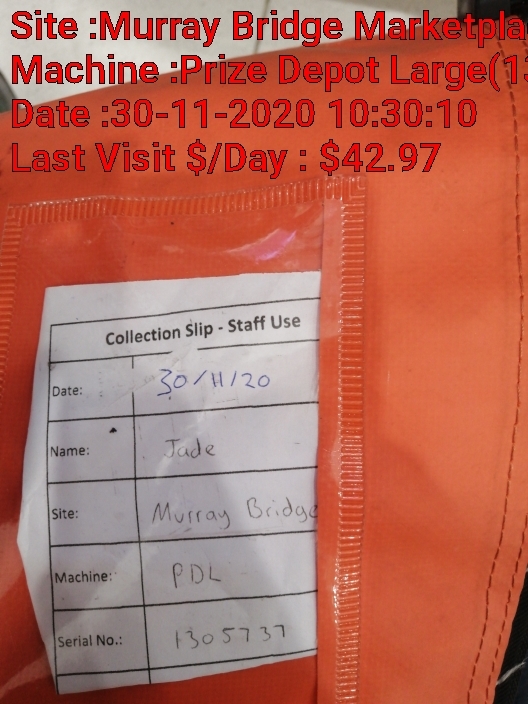 Site :Murray Bridge Marketpla
Machine :Prize Depot Large(13
Date :30-11-2020 10:30:10
Last Visit $/Day : $42.97
Collection Slip - Staff Use
Date: 30/11/20
Name: Jade
Site: Murray Bridge
Machine: PDL
Serial No.: 1305737